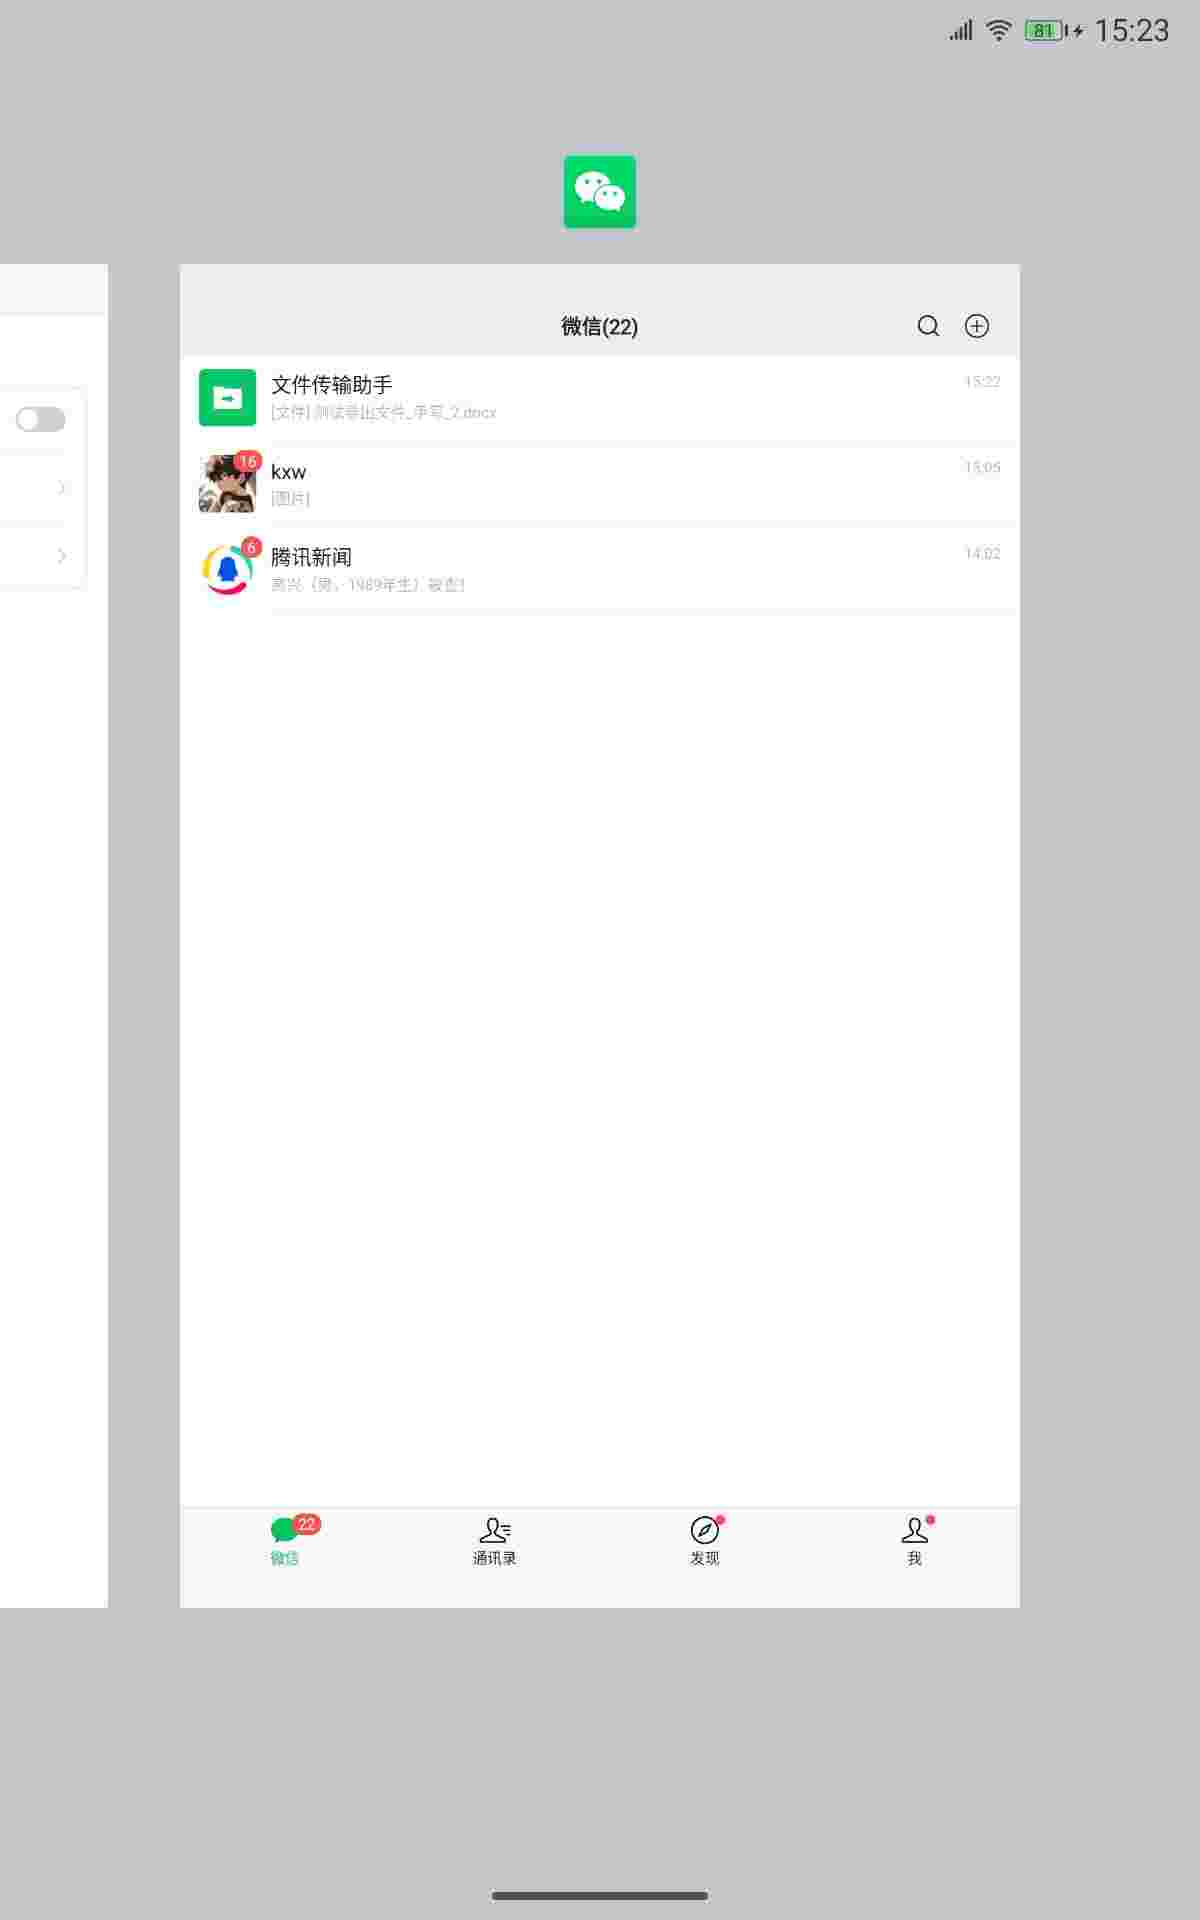 81 15:23
微信(22)
文件传输助手 15:22
[文件] 测试导出文件_手写_2.docx
16
kxw 15:05
[图片]
6
腾讯新闻 14:02
高兴（男，1989年生）被查！
22
微信 通讯录 发现 我